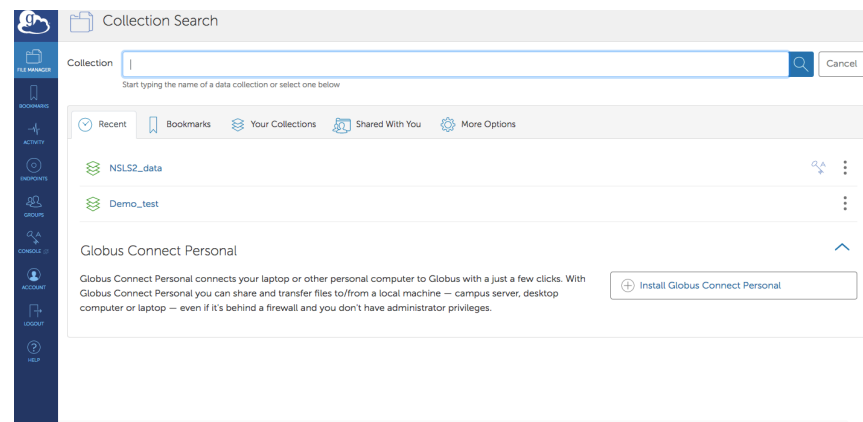 Collection Search
FILE MANAGER
BOOKMARKS
ACTIVITY
ENDPOINTS
GROUPS
CONSOLE
ACCOUNT
LOGOUT
HELP
Collection
Cancel
Start typing the name of a data collection or select one below
Recent Bookmarks Your Collections Shared With You More Options
NSLS2_data
Demo_test
Globus Connect Personal
Globus Connect Personal connects your laptop or other personal computer to Globus with a just a few clicks. With
Globus Connect Personal you can share and transfer files to/from a local machine — campus server, desktop
computer or laptop — even if it's behind a firewall and you don't have administrator privileges.
Install Globus Connect Personal